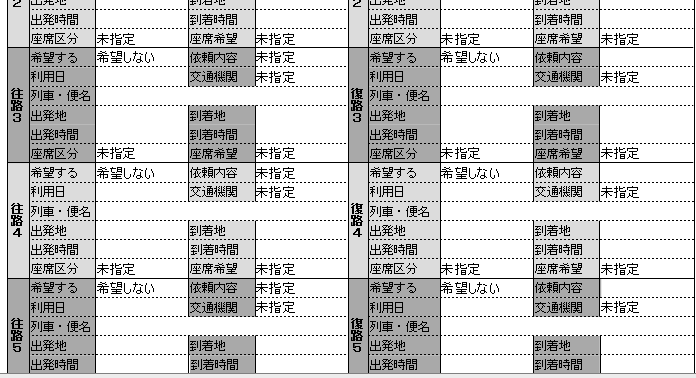 2 出発地 到着地 2 出発地 到着地
出発時間 到着時間 出発時間 到着時間
座席区分 未指定 座席希望 未指定 座席区分 未指定 座席希望 未指定
往路3 復路3
希望する 希望しない 依頼内容 未指定 希望する 希望しない 依頼内容
利用日 交通機関 未指定 利用日 交通機関 未指定
列車・便名 列車・便名
出発地 到着地 出発地 到着地
出発時間 到着時間 出発時間 到着時間
座席区分 未指定 座席希望 未指定 座席区分 未指定 座席希望 未指定
往路4 復路4
希望する 希望しない 依頼内容 未指定 希望する 希望しない 依頼内容
利用日 交通機関 未指定 利用日 交通機関 未指定
列車・便名 列車・便名
出発地 到着地 出発地 到着地
出発時間 到着時間 出発時間 到着時間
座席区分 未指定 座席希望 未指定 座席区分 未指定 座席希望 未指定
往路5 復路5
希望する 希望しない 依頼内容 未指定 希望する 希望しない 依頼内容
利用日 交通機関 未指定 利用日 交通機関 未指定
列車・便名 列車・便名
出発地 到着地 出発地 到着地
出発時間 到着時間 出発時間 到着時間